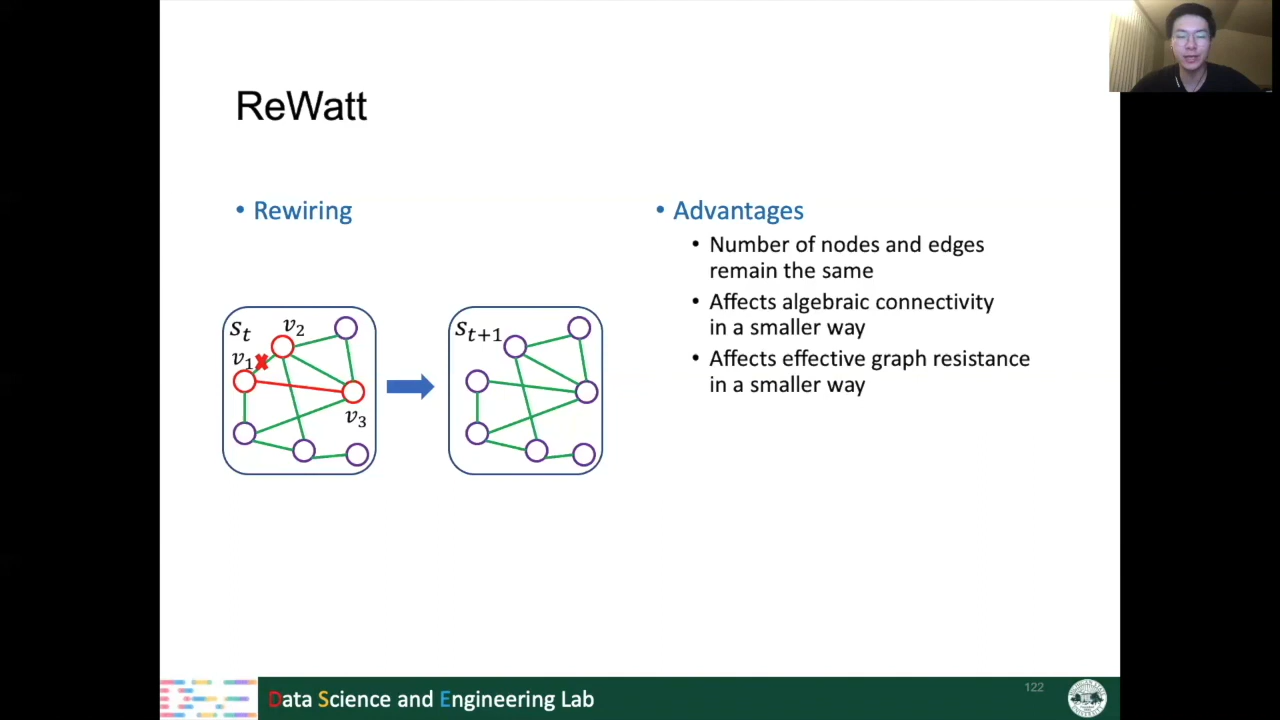 ReWatt
• Rewiring
S_t
v_2
v_1
v_3
S_{t+1}
• Advantages
• Number of nodes and edges
remain the same
• Affects algebraic connectivity
in a smaller way
• Affects effective graph resistance
in a smaller way
Data Science and Engineering Lab
122